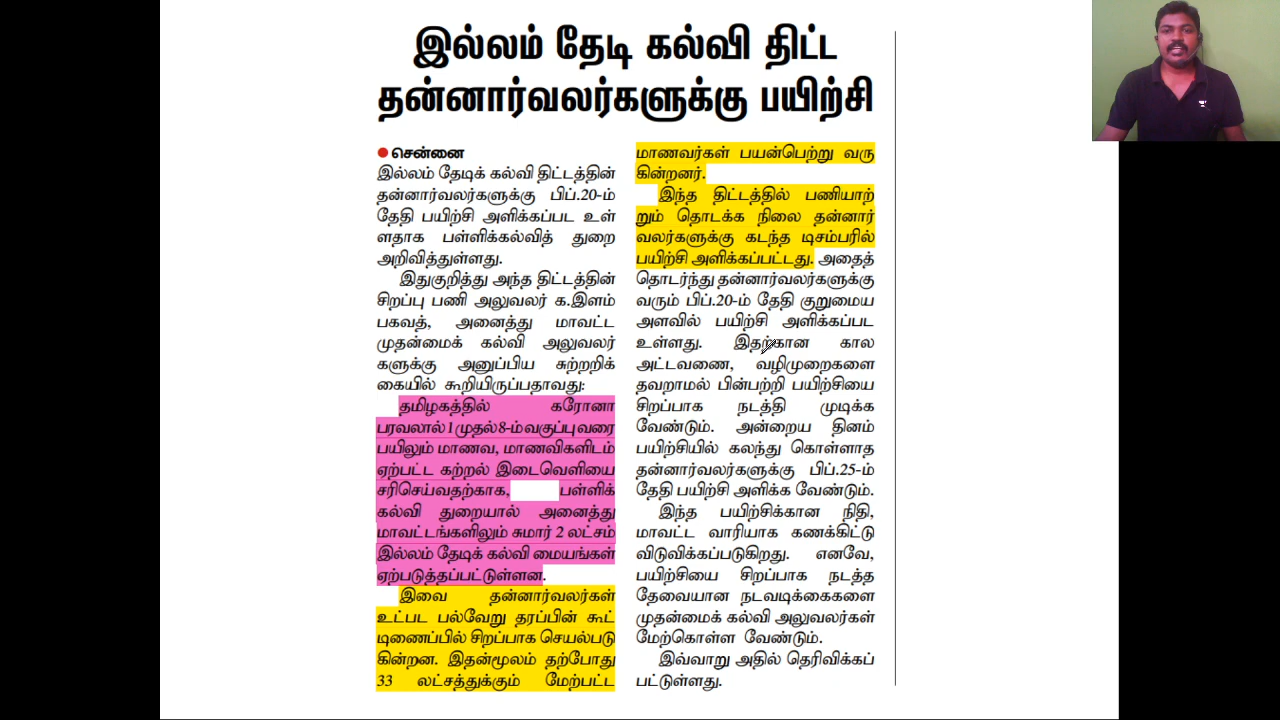 இல்லம் தேடி கல்வி திட்ட
தன்னார்வலர்களுக்கு பயிற்சி
சென்னை
இல்லம் தேடிக் கல்வி திட்டத்தின்
தன்னார்வலர்களுக்கு பிப்.20-ம்
தேதி பயிற்சி அளிக்கப்பட உள்
ளதாக பள்ளிக்கல்வித் துறை
அறிவித்துள்ளது.
இதுகுறித்து அந்த திட்டத்தின்
சிறப்பு பணி அலுவலர் க.இளம்
பகவத், அனைத்து மாவட்ட
முதன்மைக் கல்வி அலுவலர்
களுக்கு அனுப்பிய சுற்றறிக்
கையில் கூறியிருப்பதாவது:
தமிழகத்தில் கரோனா
பரவலால் 1 முதல் 8-ம் வகுப்பு வரை
பயிலும் மாணவ, மாணவிகளிடம்
ஏற்பட்ட கற்றல் இடைவெளியை
சரிசெய்வதற்காக, பள்ளிக்
கல்வி துறையால் அனைத்து
மாவட்டங்களிலும் சுமார் 2 லட்சம்
இல்லம் தேடிக் கல்வி மையங்கள்
ஏற்படுத்தப்பட்டுள்ளன.
இவை தன்னார்வலர்கள்
உட்பட பல்வேறு தரப்பின் கூட்
டிணைப்பில் சிறப்பாக செயல்படு
கின்றன. இதன்மூலம் தற்போது
33 லட்சத்துக்கும் மேற்பட்ட
மாணவர்கள் பயன்பெற்று வரு
கின்றனர்.
இந்த திட்டத்தில் பணியாற்
றும் தொடக்க நிலை தன்னார்
வலர்களுக்கு கடந்த டிசம்பரில்
பயிற்சி அளிக்கப்பட்டது. அதைத்
தொடர்ந்து தன்னார்வலர்களுக்கு
வரும் பிப்.20-ம் தேதி குறுமைய
அளவில் பயிற்சி அளிக்கப்பட
உள்ளது. இதற்கான கால
அட்டவணை, வழிமுறைகளை
தவறாமல் பின்பற்றி பயிற்சியை
சிறப்பாக நடத்தி முடிக்க
வேண்டும். அன்றைய தினம்
பயிற்சியில் கலந்து கொள்ளாத
தன்னார்வலர்களுக்கு பிப்.25-ம்
தேதி பயிற்சி அளிக்க வேண்டும்.
இந்த பயிற்சிக்கான நிதி,
மாவட்ட வாரியாக கணக்கிட்டு
விடுவிக்கப்படுகிறது. எனவே,
பயிற்சியை சிறப்பாக நடத்த
தேவையான நடவடிக்கைகளை
முதன்மைக் கல்வி அலுவலர்கள்
மேற்கொள்ள வேண்டும்.
இவ்வாறு அதில் தெரிவிக்கப்
பட்டுள்ளது.